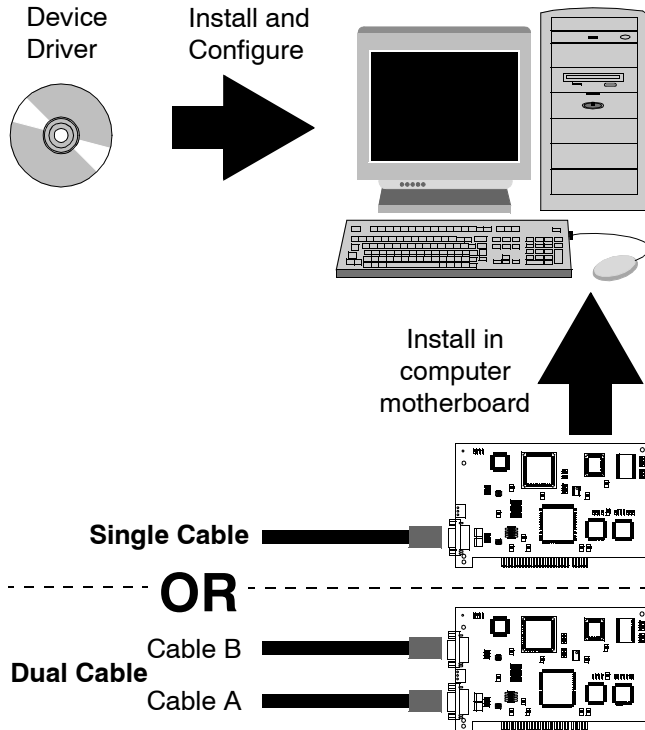 Device
Driver
Install and
Configure
Install in
computer
motherboard
Single Cable
OR
Cable B
Dual Cable
Cable A